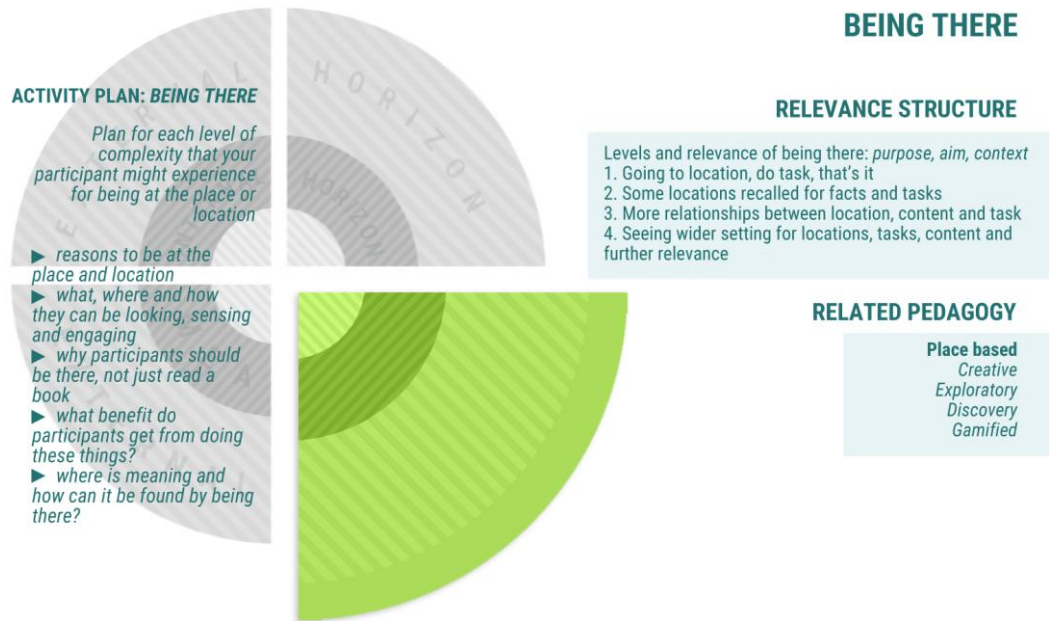 BEING THERE
ACTIVITY PLAN: BEING THERE
Plan for each level of
complexity that your
participant might experience
for being at the place or
location
► reasons to be at the
place and location
► what, where and how
they can be looking, sensing
and engaging
► why participants should
be there, not just read a
book
► what benefit do
participants get from doing
these things?
► where is meaning and
how can it be found by being
there?
HORIZON
HORIZON
EXTERNAL
RELEVANCE STRUCTURE
Levels and relevance of being there: purpose, aim, context
1. Going to location, do task, that's it
2. Some locations recalled for facts and tasks
3. More relationships between location, content and task
4. Seeing wider setting for locations, tasks, content and
further relevance
RELATED PEDAGOGY
Place based
Creative
Exploratory
Discovery
Gamified